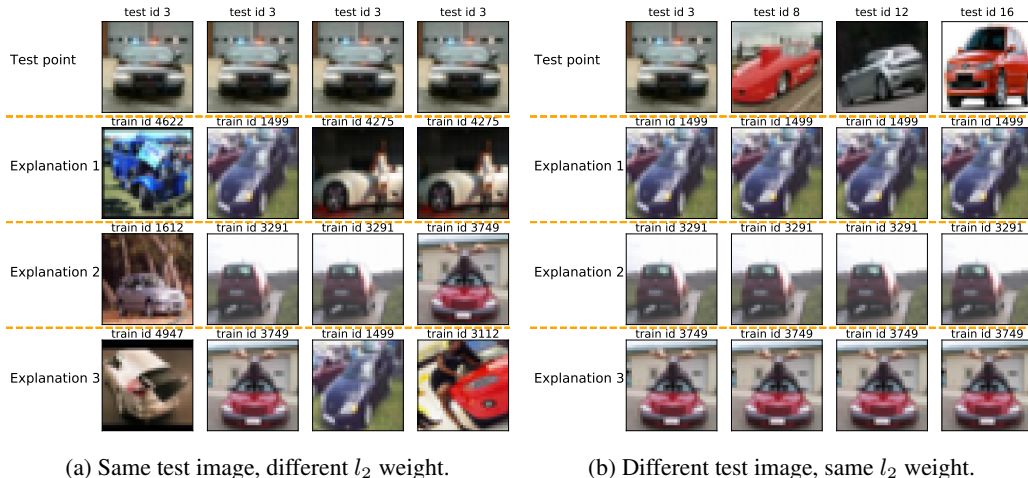 test id 3 test id 3 test id 3 test id 3
Test point
train id 4622 train id 1499 train id 4275 train id 4275
Explanation 1
train id 1612 train id 3291 train id 3291 train id 3749
Explanation 2
train id 4947 train id 3749 train id 1499 train id 3112
Explanation 3
(a) Same test image, different l₂ weight.
test id 3 test id 8 test id 12 test id 16
Test point
train id 1499 train id 1499 train id 1499 train id 1499
Explanation 1
train id 3291 train id 3291 train id 3291 train id 3291
Explanation 2
train id 3749 train id 3749 train id 3749 train id 3749
Explanation 3
(b) Different test image, same l₂ weight.